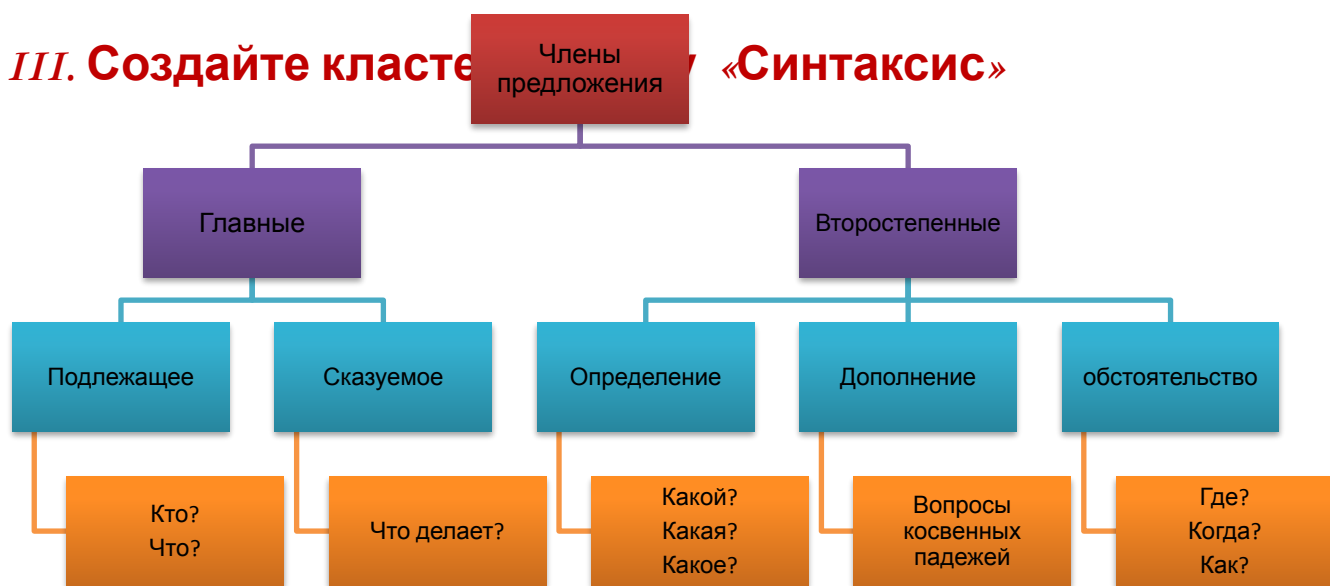 III. Создайте класте у «Синтаксис»
Члены
предложения
Главные
Второстепенные
Подлежащее
Сказуемое
Определение
Дополнение
обстоятельство
Кто?
Что?
Что делает?
Какой?
Какая?
Какое?
Вопросы
косвенных
падежей
Где?
Когда?
Как?